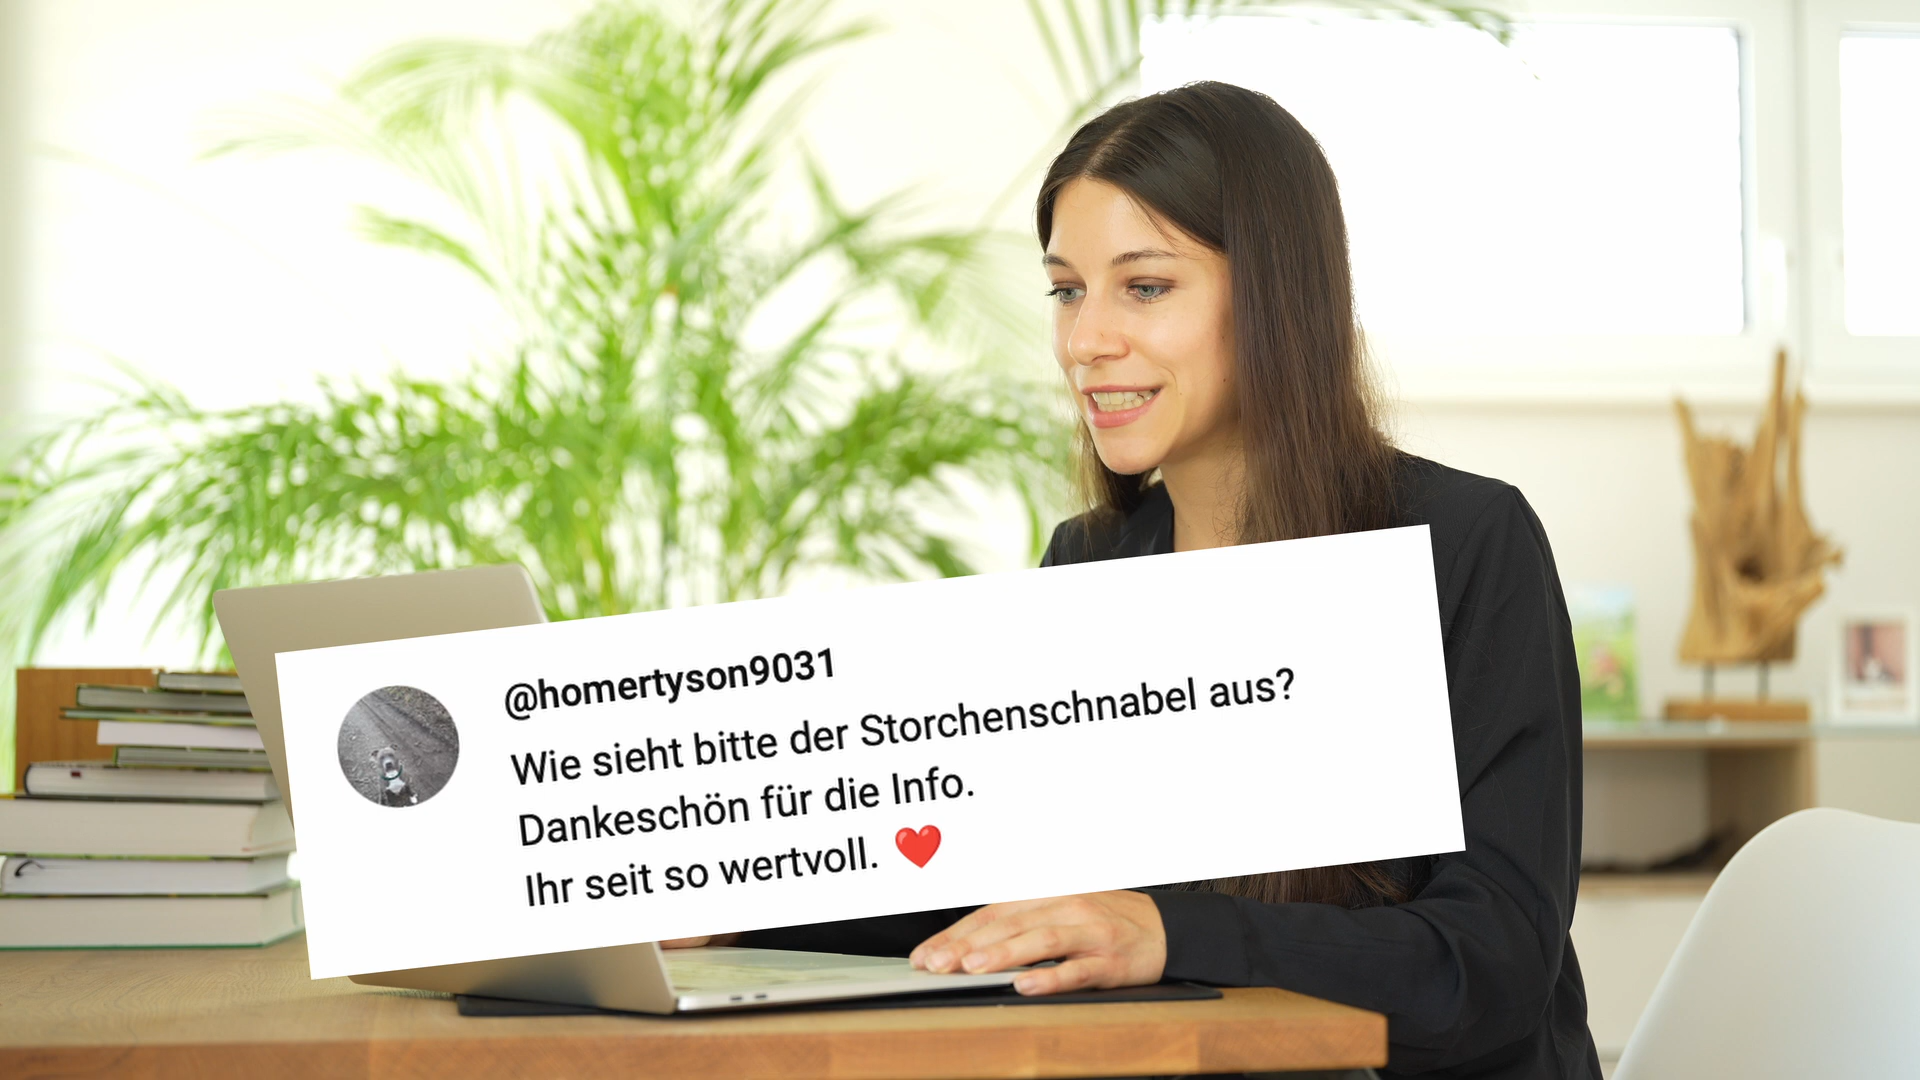 @homertyson9031
Wie sieht bitte der Storchenschnabel aus?
Dankeschön für die Info.
Ihr seit so wertvoll. ❤️